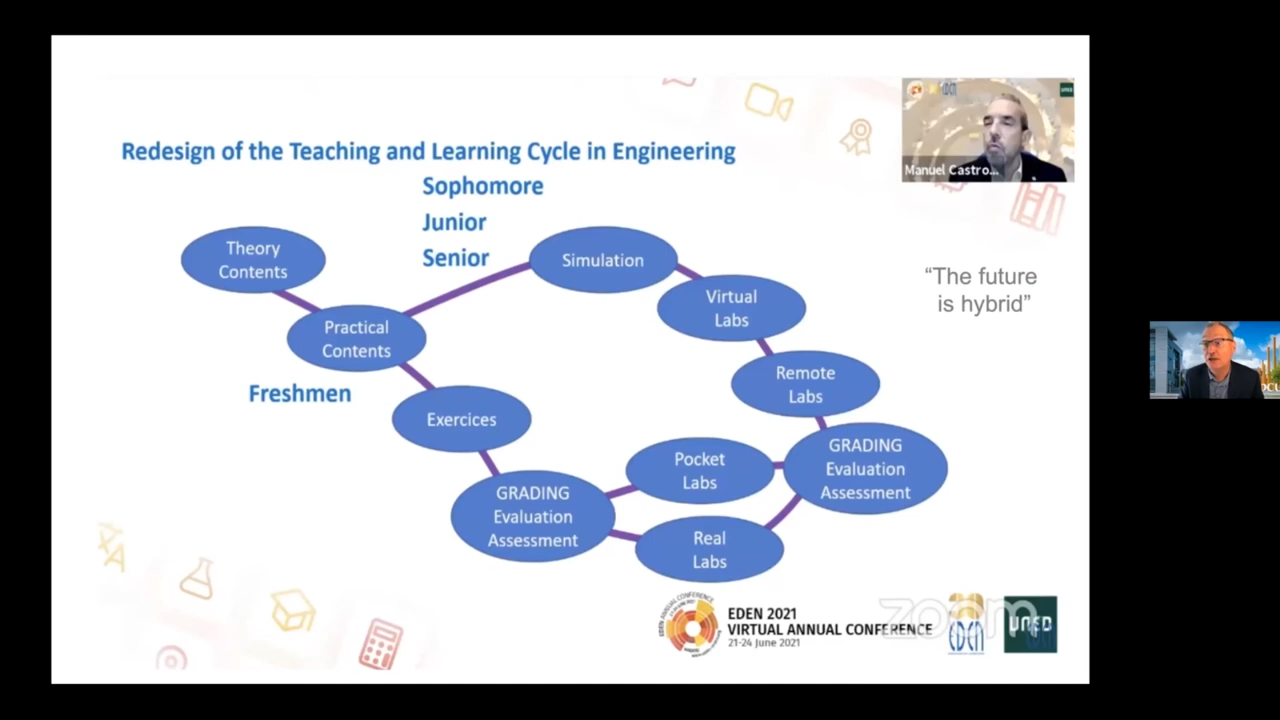 Redesign of the Teaching and Learning Cycle in Engineering
Sophomore
Junior
Senior
Theory
Contents
Practical
Contents
Freshmen
Exercices
GRADING
Evaluation
Assessment
Simulation
Virtual
Labs
Remote
Labs
Pocket
Labs
Real
Labs
GRADING
Evaluation
Assessment
Manuel Castro...
“The future
is hybrid”
EDEN 2021
VIRTUAL ANNUAL CONFERENCE
21-24 June 2021
zoom
EDEN
UNED
DCU